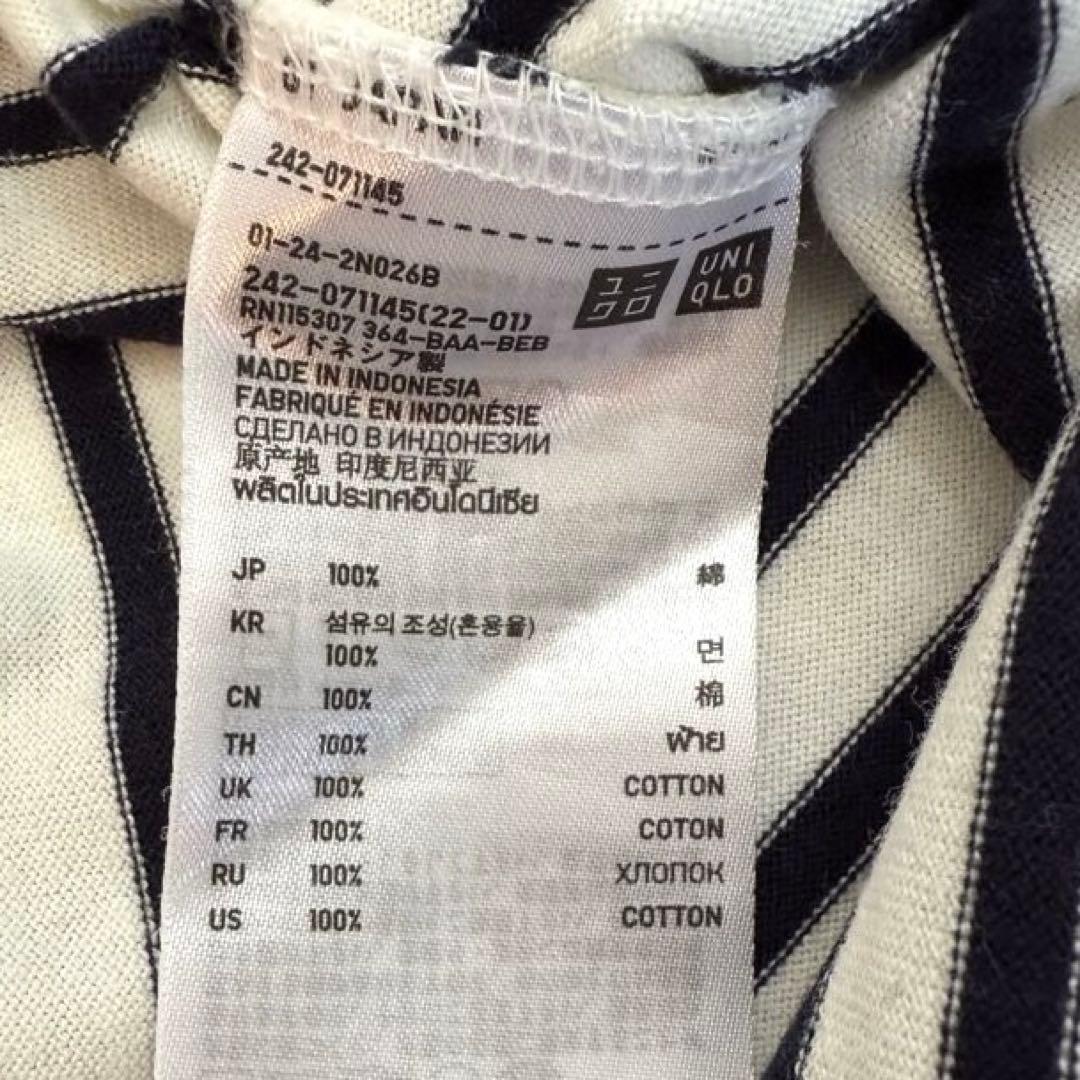 242-071145
ユニ
クロ
UNI
QLO
01-24-2N026B
242-071145(22-01)
RN115307 364-BAA-BEB
インドネシア製
MADE IN INDONESIA
FABRIQUÉ EN INDONÉSIE
СДЕЛАНО В ИНДОНЕЗИИ
原产地 印度尼西亚
ผลิตในประเทศอินโดนีเซีย
JP 100% 綿
KR 섬유의 조성(혼용율)
100% 면
CN 100% 棉
TH 100% ฝ้าย
UK 100% COTTON
FR 100% COTON
RU 100% ХЛОПОК
US 100% COTTON